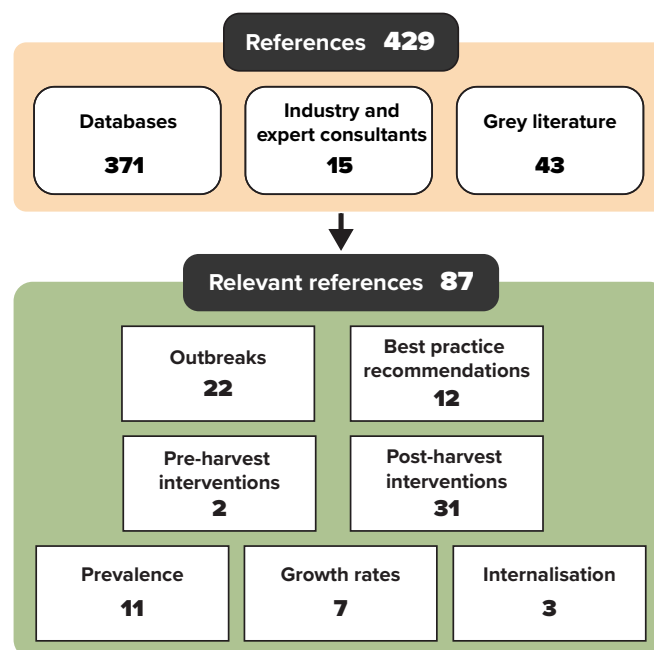 References 429
Databases
371
Industry and
expert consultants
15
Grey literature
43
Relevant references 87
Outbreaks
22
Best practice
recommendations
12
Pre-harvest
interventions
2
Post-harvest
interventions
31
Prevalence
11
Growth rates
7
Internalisation
3